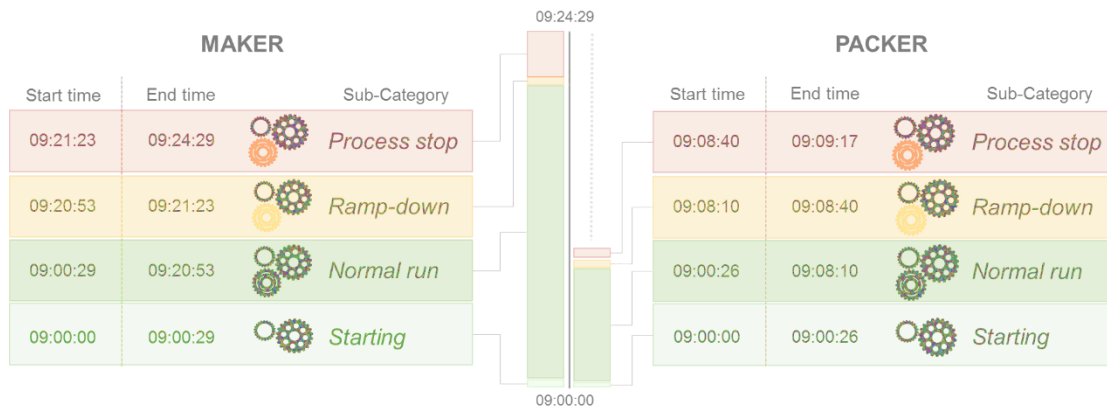 09:24:29
MAKER
Start time End time Sub-Category
09:21:23 09:24:29 Process stop
09:20:53 09:21:23 Ramp-down
09:00:29 09:20:53 Normal run
09:00:00 09:00:29 Starting
09:00:00
PACKER
Start time End time Sub-Category
09:08:40 09:09:17 Process stop
09:08:10 09:08:40 Ramp-down
09:00:26 09:08:10 Normal run
09:00:00 09:00:26 Starting